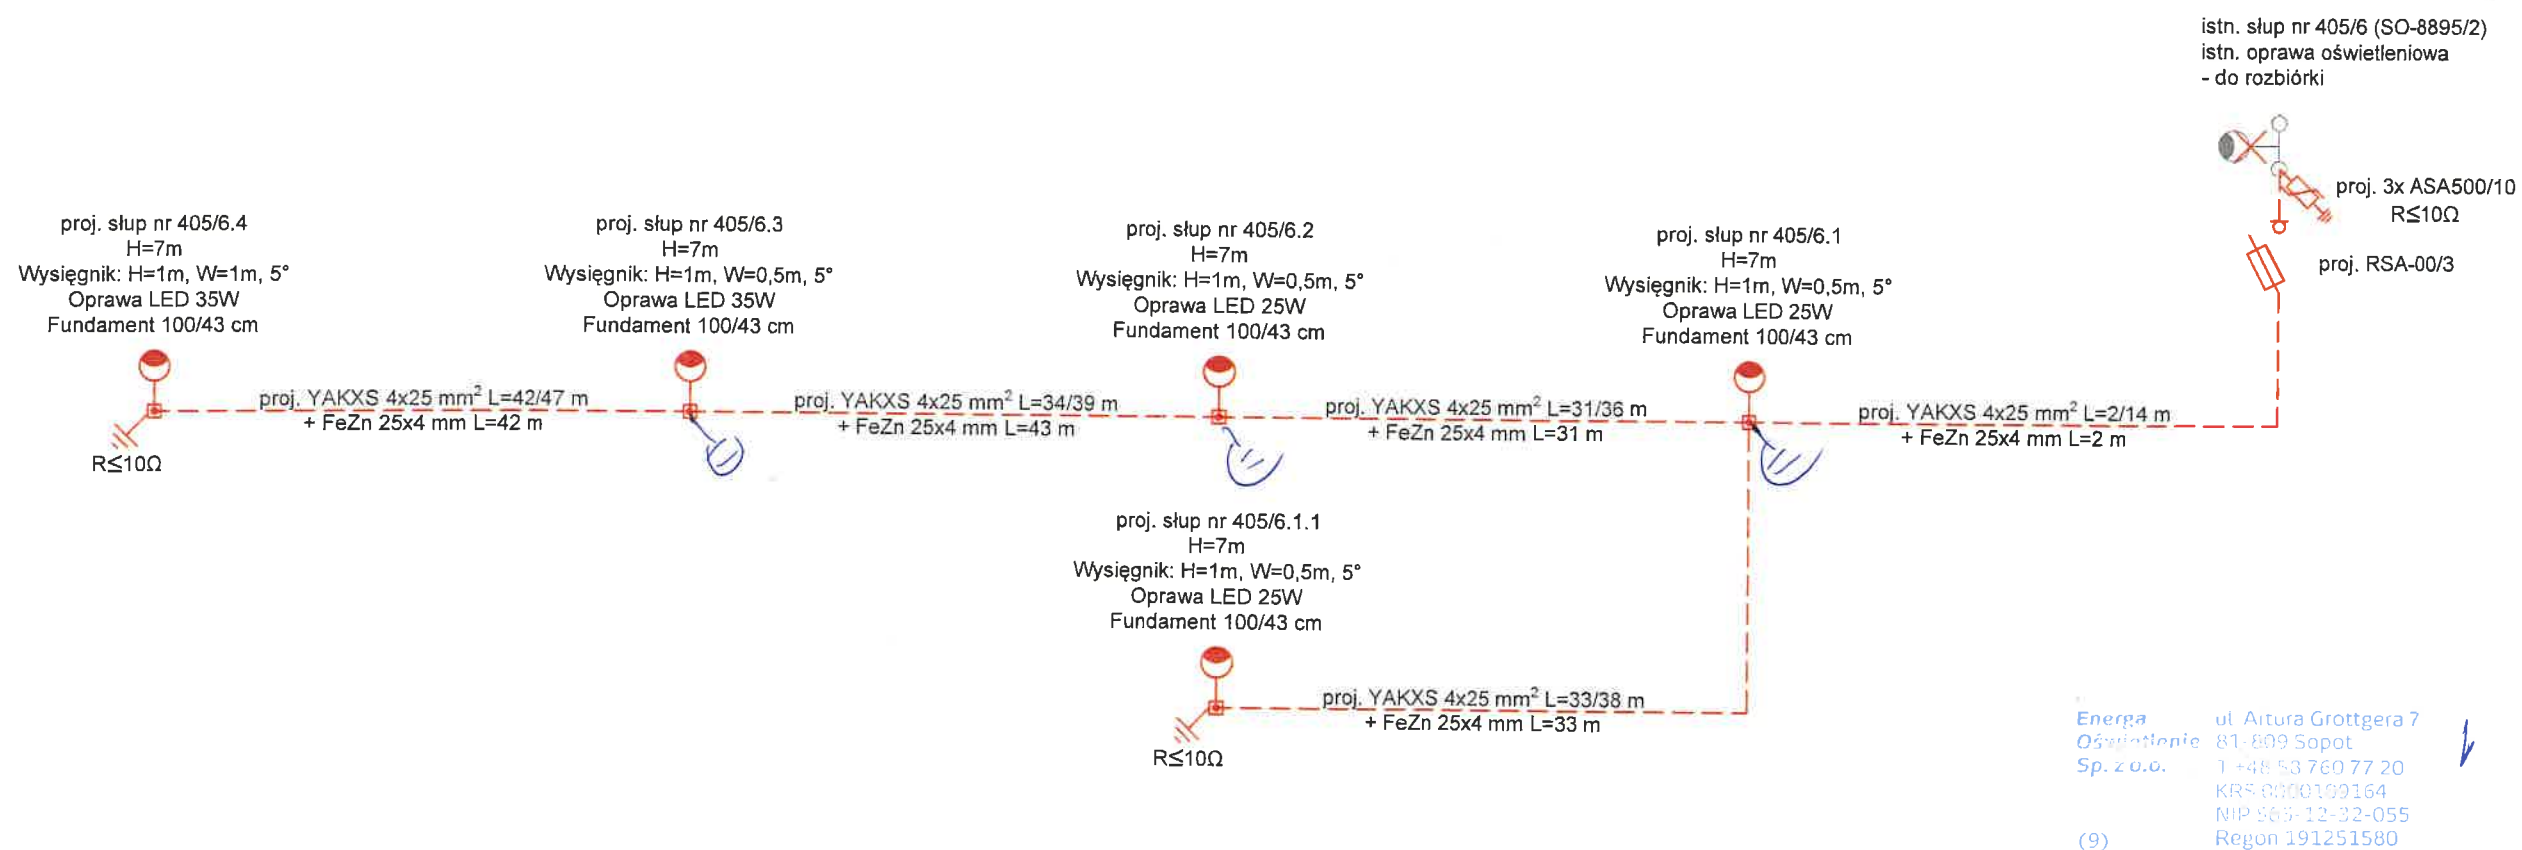 istn. słup nr 405/6 (SO-8895/2)
istn. oprawa oświetleniowa
- do rozbiórki
proj. 3x ASA500/10
R≤10Ω
proj. RSA-00/3
proj. słup nr 405/6.4
H=7m
Wysięgnik: H=1m, W=1m, 5°
Oprawa LED 35W
Fundament 100/43 cm
proj. słup nr 405/6.3
H=7m
Wysięgnik: H=1m, W=0,5m, 5°
Oprawa LED 35W
Fundament 100/43 cm
proj. słup nr 405/6.2
H=7m
Wysięgnik: H=1m, W=0,5m, 5°
Oprawa LED 25W
Fundament 100/43 cm
proj. słup nr 405/6.1
H=7m
Wysięgnik: H=1m, W=0,5m, 5°
Oprawa LED 25W
Fundament 100/43 cm
proj. YAKXS 4x25 mm² L=42/47 m
+ FeZn 25x4 mm L=42 m
proj. YAKXS 4x25 mm² L=34/39 m
+ FeZn 25x4 mm L=43 m
proj. YAKXS 4x25 mm² L=31/36 m
+ FeZn 25x4 mm L=31 m
proj. YAKXS 4x25 mm² L=2/14 m
+ FeZn 25x4 mm L=2 m
R≤10Ω
proj. słup nr 405/6.1.1
H=7m
Wysięgnik: H=1m, W=0,5m, 5°
Oprawa LED 25W
Fundament 100/43 cm
proj. YAKXS 4x25 mm² L=33/38 m
+ FeZn 25x4 mm L=33 m
R≤10Ω
Energa
Oświetlenie
Sp. z o.o.
(9)
ul. Artura Grottgera 7
81-809 Sopot
+48 58 760 77 20
KRS
Regon 191251580